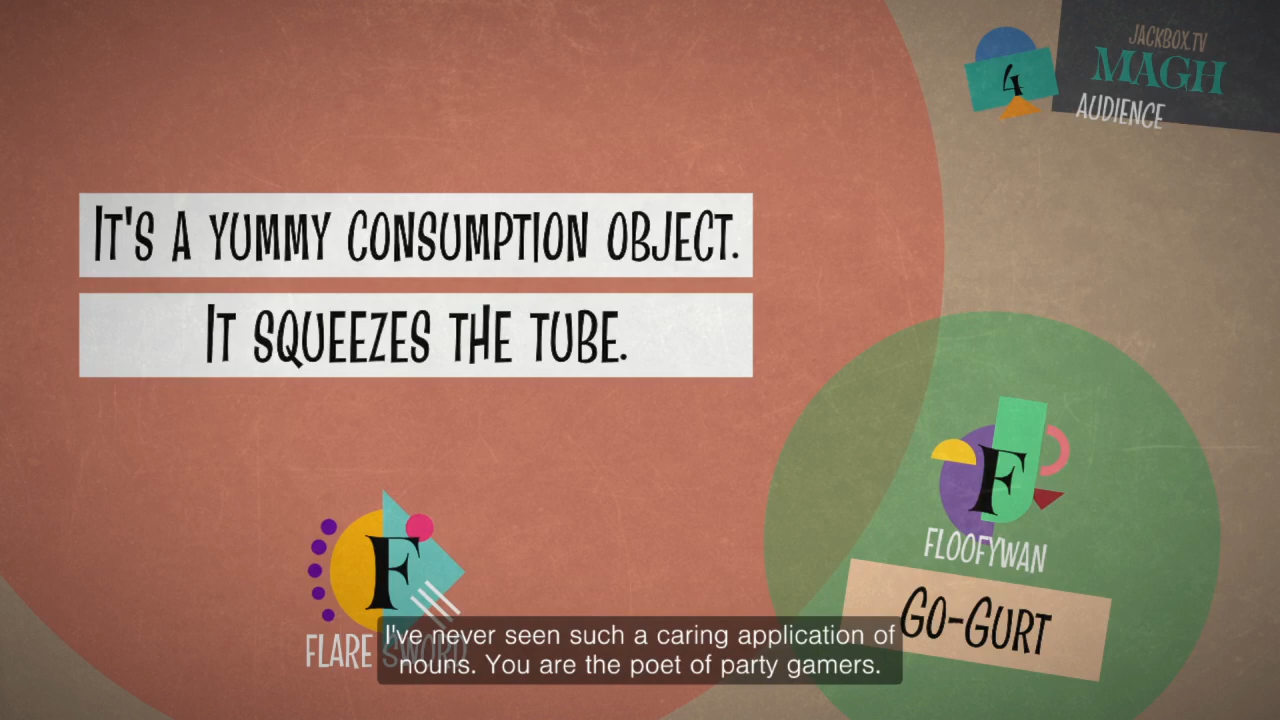 JACKBOX.TV
MAGH
4
AUDIENCE
IT'S A YUMMY CONSUMPTION OBJECT.
IT SQUEEZES THE TUBE.
F
FLOOFYWAN
GO-GURT
F
FLARE SWORD
I've never seen such a caring application of
nouns. You are the poet of party gamers.